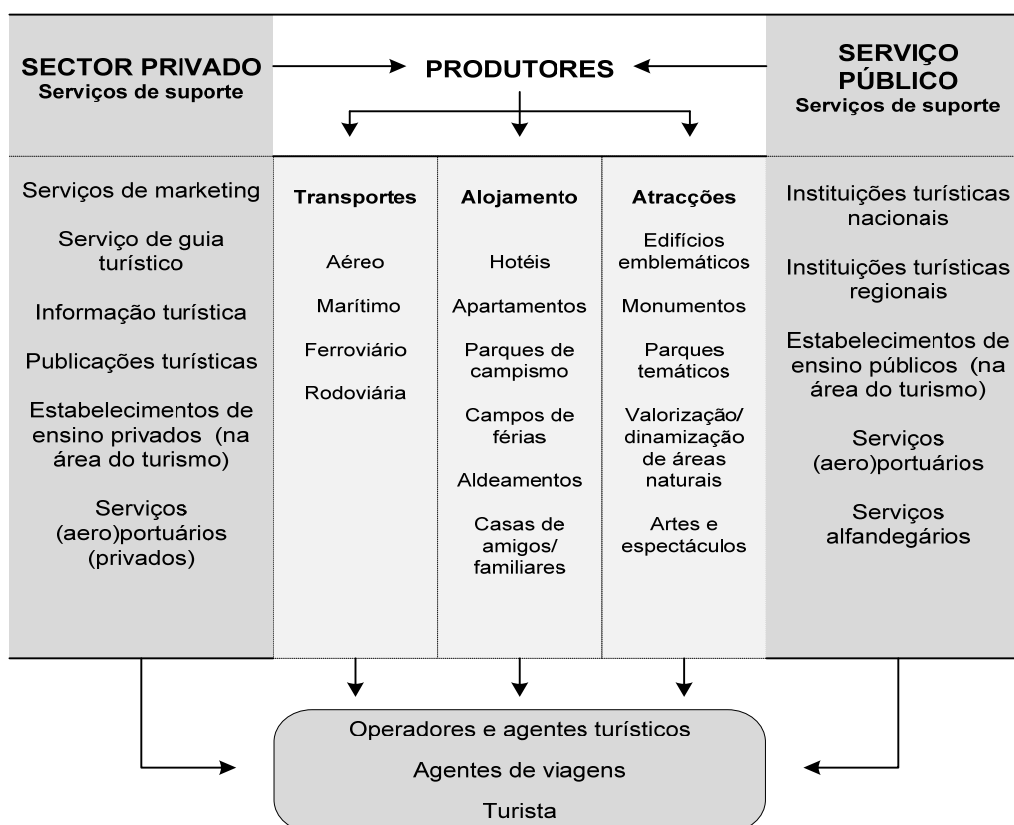 SECTOR PRIVADO
Serviços de suporte
PRODUTORES
SERVIÇO
PÚBLICO
Serviços de suporte
Serviços de marketing
Serviço de guia
turístico
Informação turística
Publicações turísticas
Estabelecimentos de
ensino privados (na
área do turismo)
Serviços
(aero)portuários
(privados)
Transportes
Aéreo
Marítimo
Ferroviário
Rodoviária
Alojamento
Hotéis
Apartamentos
Parques de
campismo
Campos de
férias
Aldeamentos
Casas de
amigos/
familiares
Atracções
Edifícios
emblemáticos
Monumentos
Parques
temáticos
Valorização/
dinamização
de áreas
naturais
Artes e
espectáculos
Instituições turísticas
nacionais
Instituições turísticas
regionais
Estabelecimentos de
ensino públicos (na
área do turismo)
Serviços
(aero)portuários
Serviços
alfandegários
Operadores e agentes turísticos
Agentes de viagens
Turista